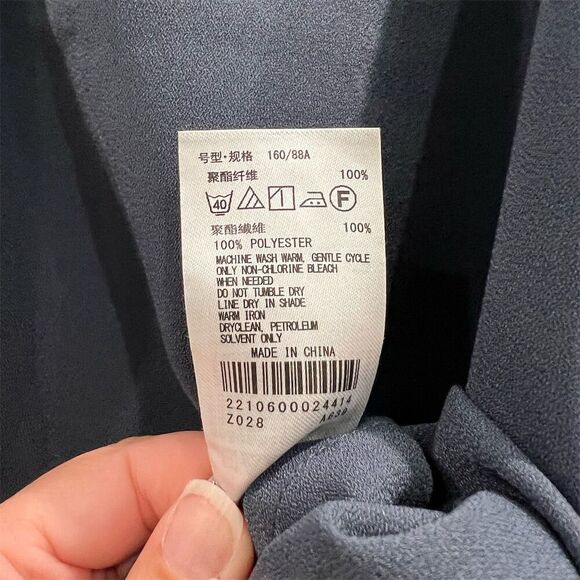 号型·规格 160/88A
聚酯纤维 100%
40 F
聚酯纖維 100%
100% POLYESTER
MACHINE WASH WARM, GENTLE CYCLE
ONLY NON-CHLORINE BLEACH
WHEN NEEDED
DO NOT TUMBLE DRY
LINE DRY IN SHADE
WARM IRON
DRYCLEAN, PETROLEUM
SOLVENT ONLY
MADE IN CHINA
2210600024414
Z028 A639